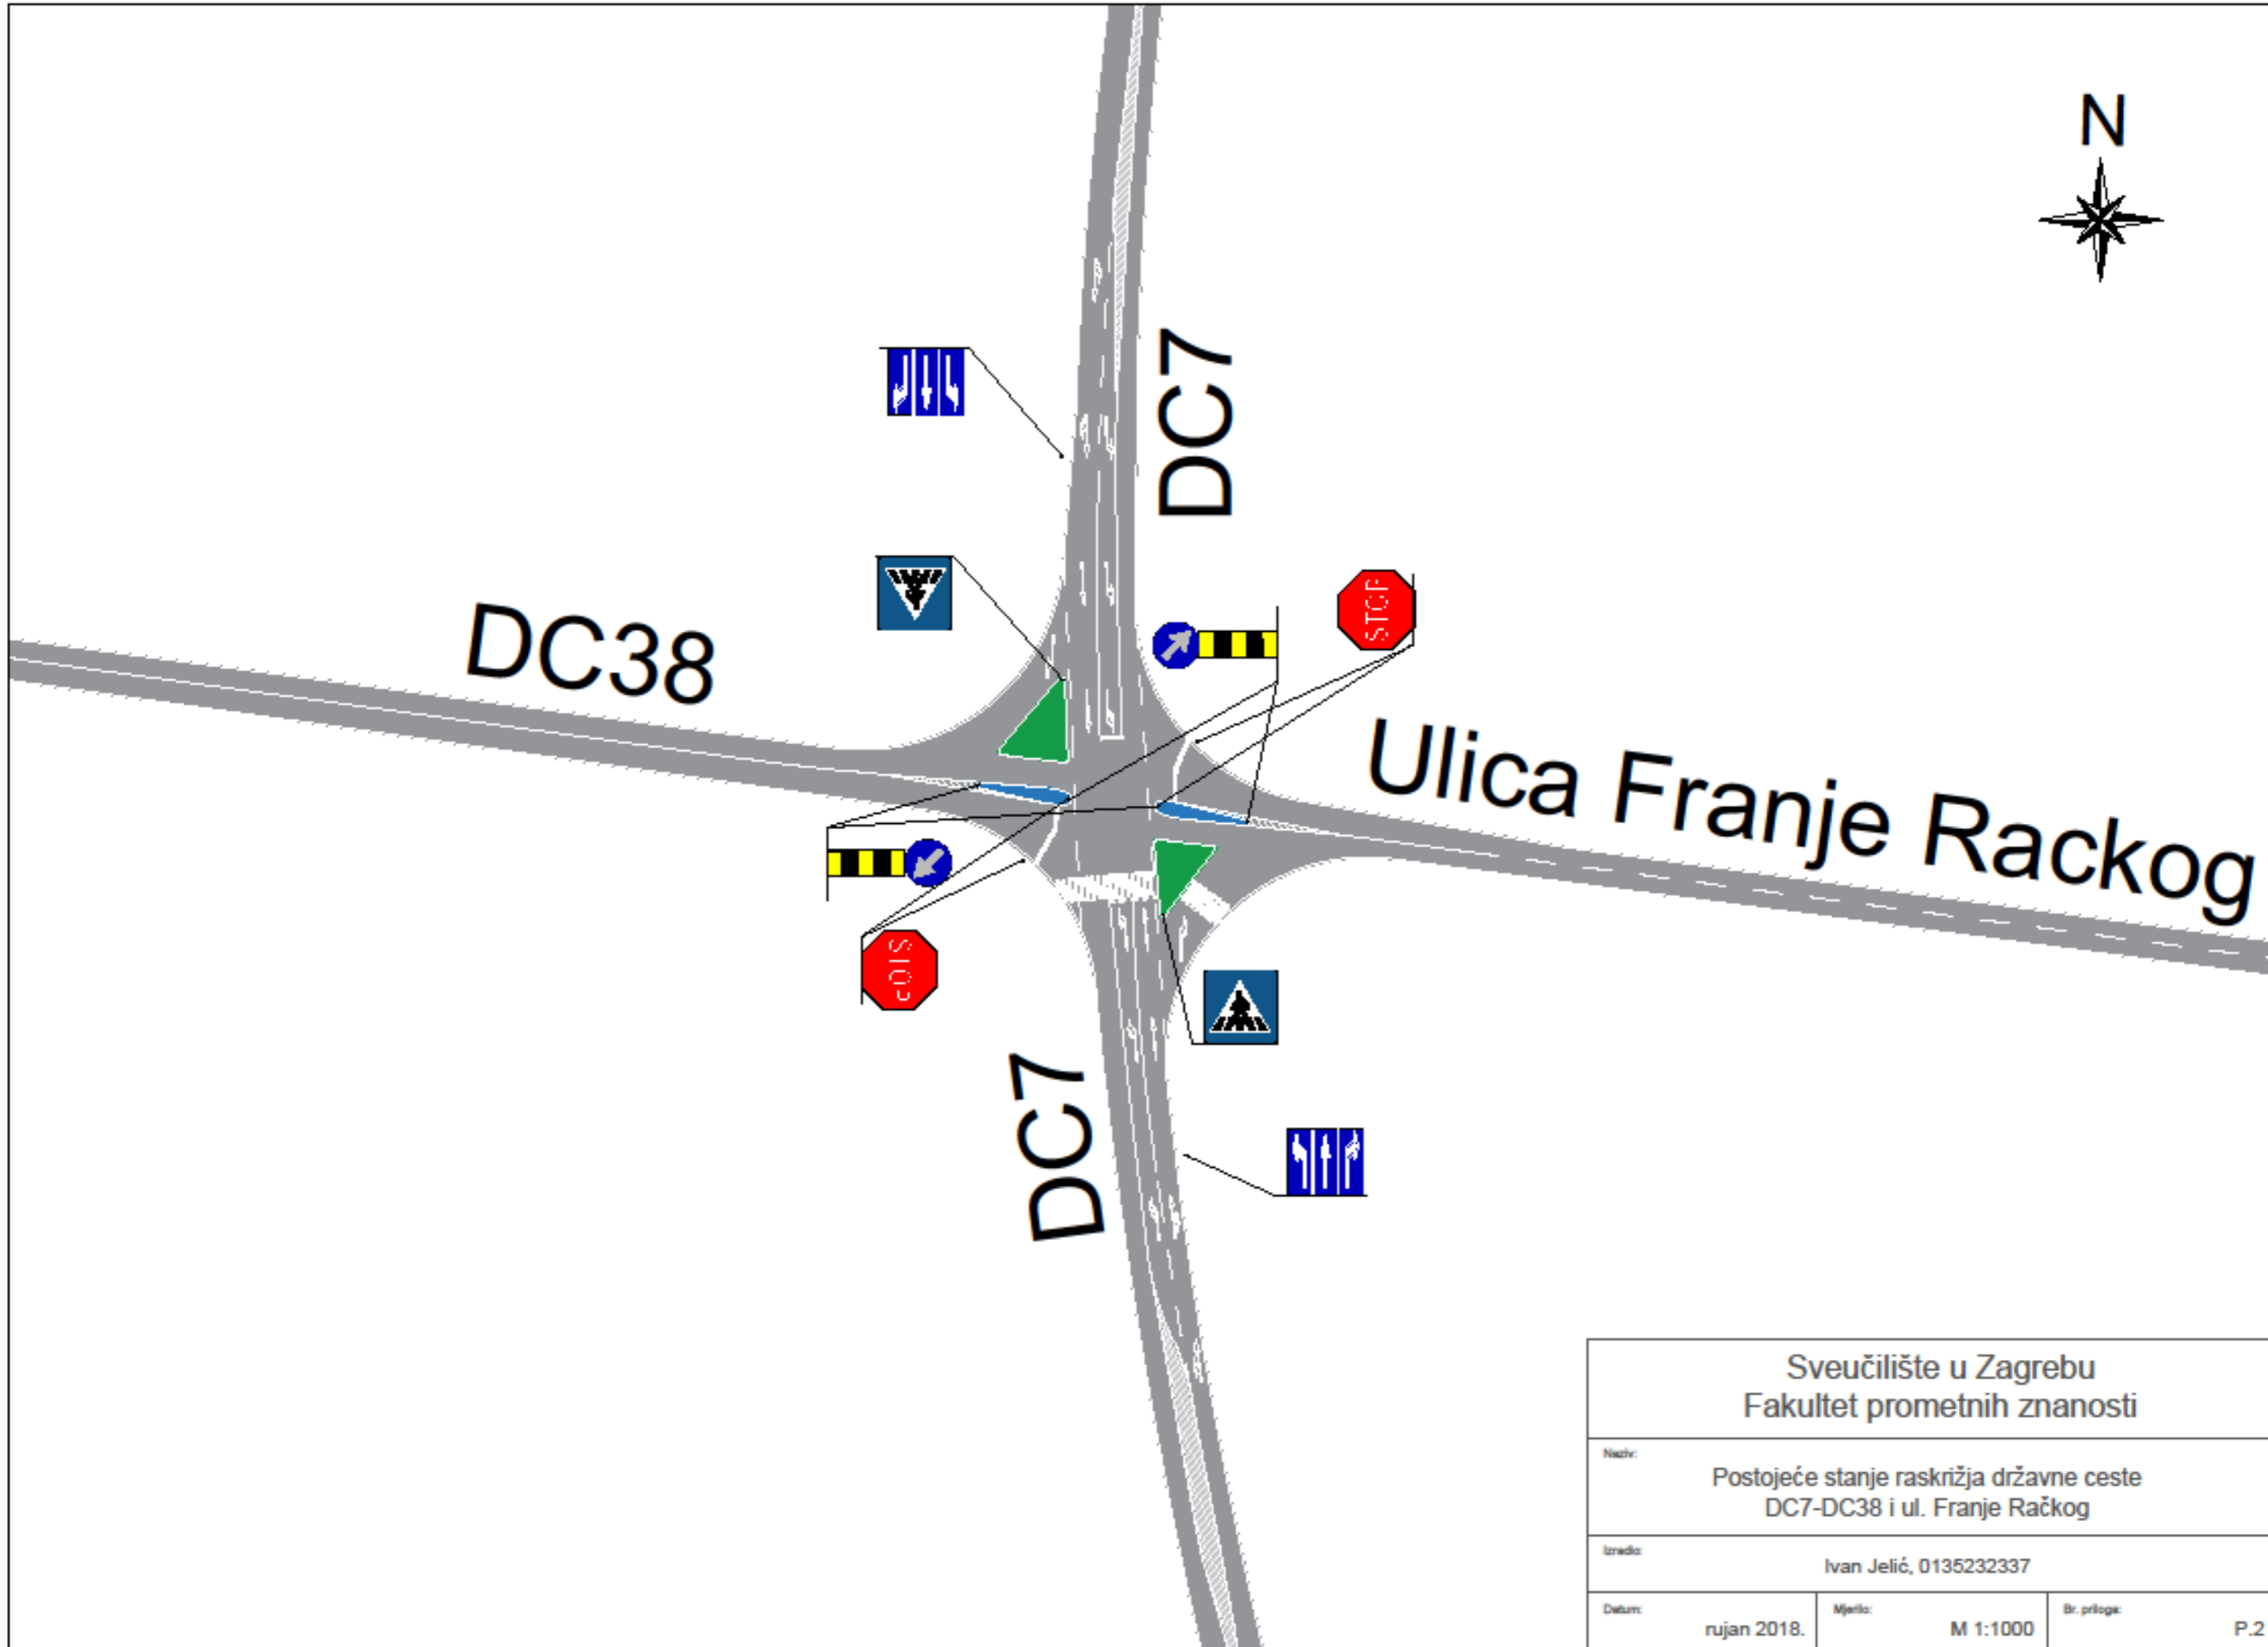 N
DC7
DC38
STOP
Ulica Franje Rackog
STOP
DC7
Sveučilište u Zagrebu
Fakultet prometnih znanosti
Naziv:
Postojeće stanje raskrižja državne ceste
DC7-DC38 i ul. Franje Račkog
Izradio:
Ivan Jelić, 0135232337
Datum:
rujan 2018.
Mjerilo:
M 1:1000
Br. priloga:
P.2